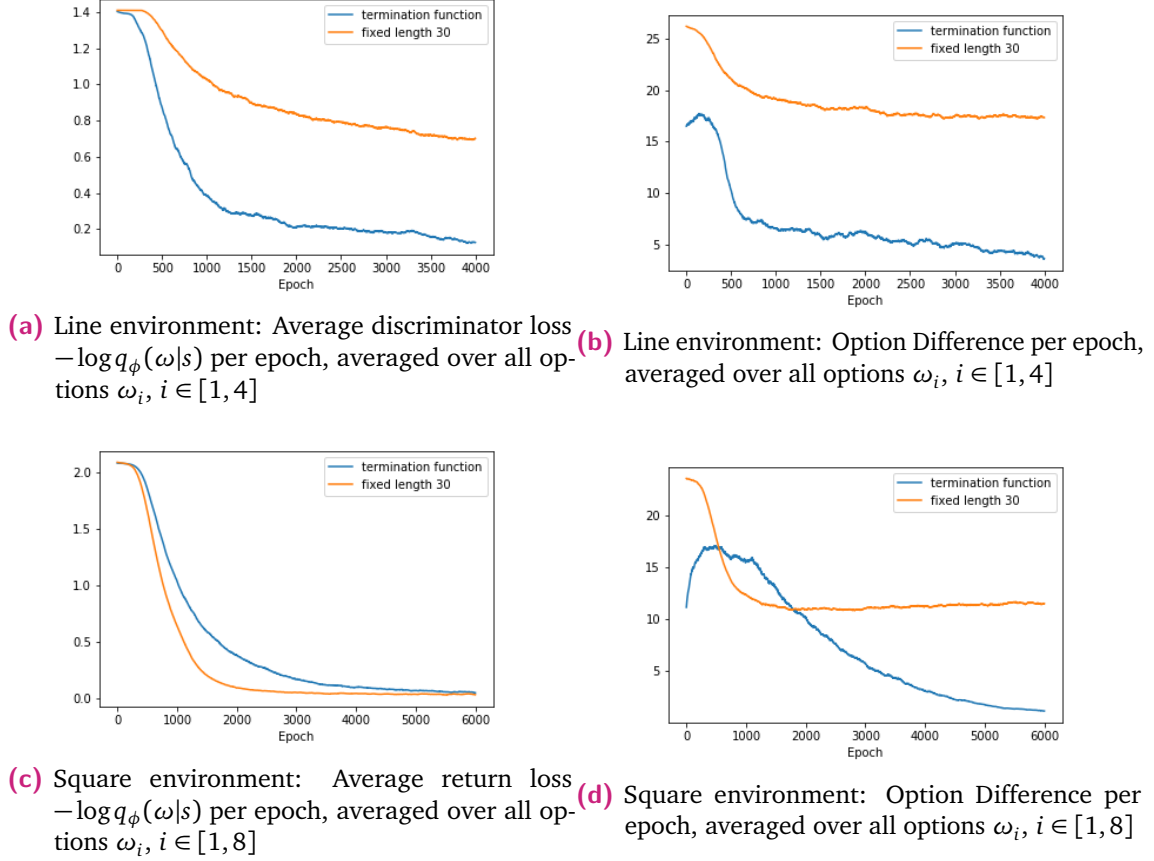 1.4
1.2
1.0
0.8
0.6
0.4
0.2
termination function
fixed length 30
0 500 1000 1500 2000 2500 3000 3500 4000
Epoch
(a) Line environment: Average discriminator loss
−log qϕ(ω|s) per epoch, averaged over all op-
tions ωi, i ∈ [1, 4]
25
20
15
10
5
termination function
fixed length 30
0 500 1000 1500 2000 2500 3000 3500 4000
Epoch
(b) Line environment: Option Difference per epoch,
averaged over all options ωi, i ∈ [1, 4]
2.0
1.5
1.0
0.5
0.0
termination function
fixed length 30
0 1000 2000 3000 4000 5000 6000
Epoch
(c) Square environment: Average return loss
−log qϕ(ω|s) per epoch, averaged over all op-
tions ωi, i ∈ [1, 8]
20
15
10
5
termination function
fixed length 30
0 1000 2000 3000 4000 5000 6000
Epoch
(d) Square environment: Option Difference per
epoch, averaged over all options ωi, i ∈ [1, 8]